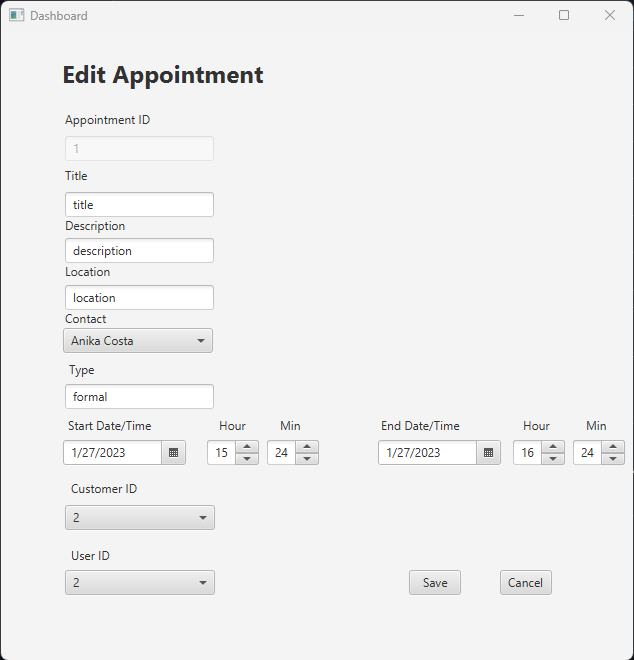 Dashboard
Edit Appointment
Appointment ID
1
Title
title
Description
description
Location
location
Contact
Anika Costa
Type
formal
Start Date/Time Hour Min End Date/Time Hour Min
1/27/2023 15 24 1/27/2023 16 24
Customer ID
2
User ID
2 Save Cancel